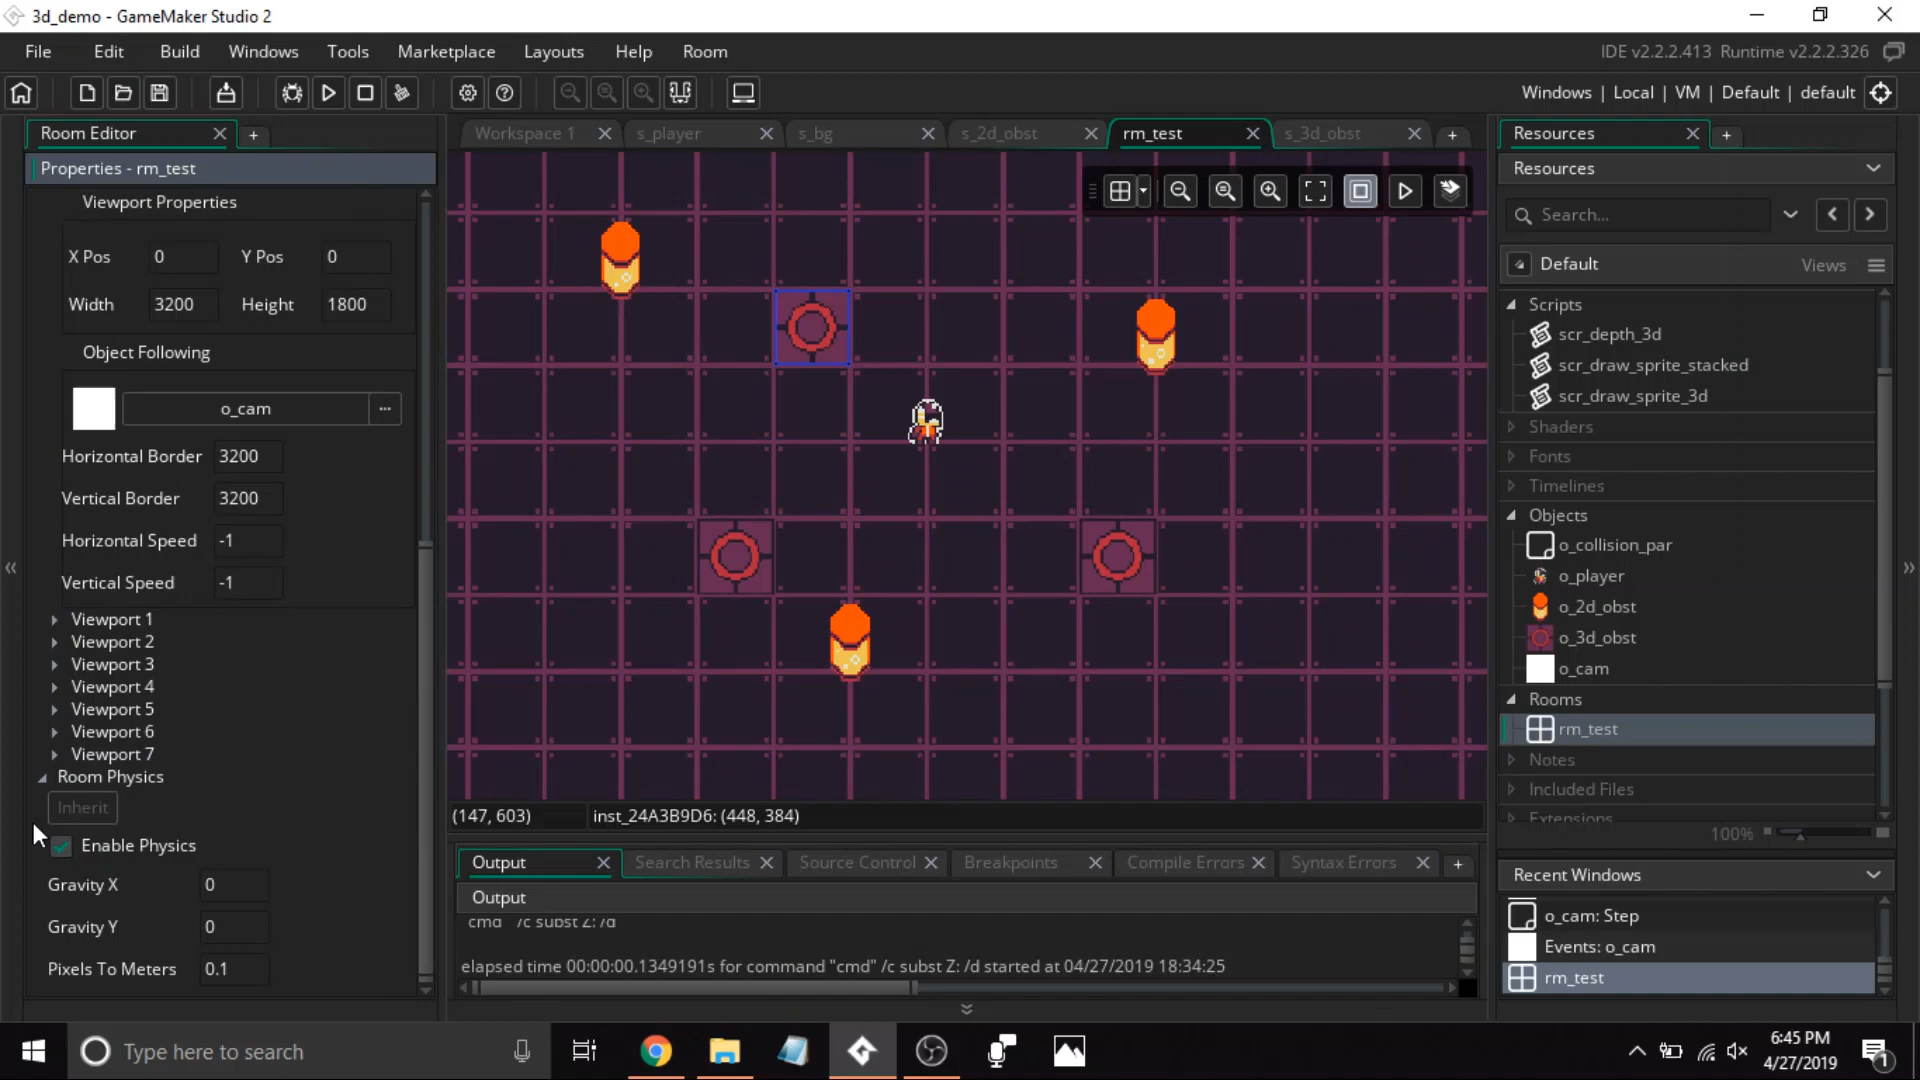 3d_demo - GameMaker Studio 2
File Edit Build Windows Tools Marketplace Layouts Help Room
IDE v2.2.2.413 Runtime v2.2.2.326
Windows | Local | VM | Default | default
Room Editor
Properties - rm_test
Viewport Properties
X Pos 0 Y Pos 0
Width 3200 Height 1800
Object Following
o_cam ...
Horizontal Border 3200
Vertical Border 3200
Horizontal Speed -1
Vertical Speed -1
Viewport 1
Viewport 2
Viewport 3
Viewport 4
Viewport 5
Viewport 6
Viewport 7
Room Physics
Inherit
Enable Physics
Gravity X 0
Gravity Y 0
Pixels To Meters 0.1
Workspace 1 s_player s_bg s_2d_obst rm_test s_3d_obst
(147, 603) inst_24A3B9D6: (448, 384)
Output Search Results Source Control Breakpoints Compile Errors Syntax Errors
Output
cmd /c subst Z: /d
elapsed time 00:00:00.1349191s for command "cmd" /c subst Z: /d started at 04/27/2019 18:34:25
Resources
Resources
Search...
Default Views
Scripts
scr_depth_3d
scr_draw_sprite_stacked
scr_draw_sprite_3d
Shaders
Fonts
Timelines
Objects
o_collision_par
o_player
o_2d_obst
o_3d_obst
o_cam
Rooms
rm_test
Notes
Included Files
Extensions
100%
Recent Windows
o_cam: Step
Events: o_cam
rm_test
Type here to search
6:45 PM
4/27/2019
1